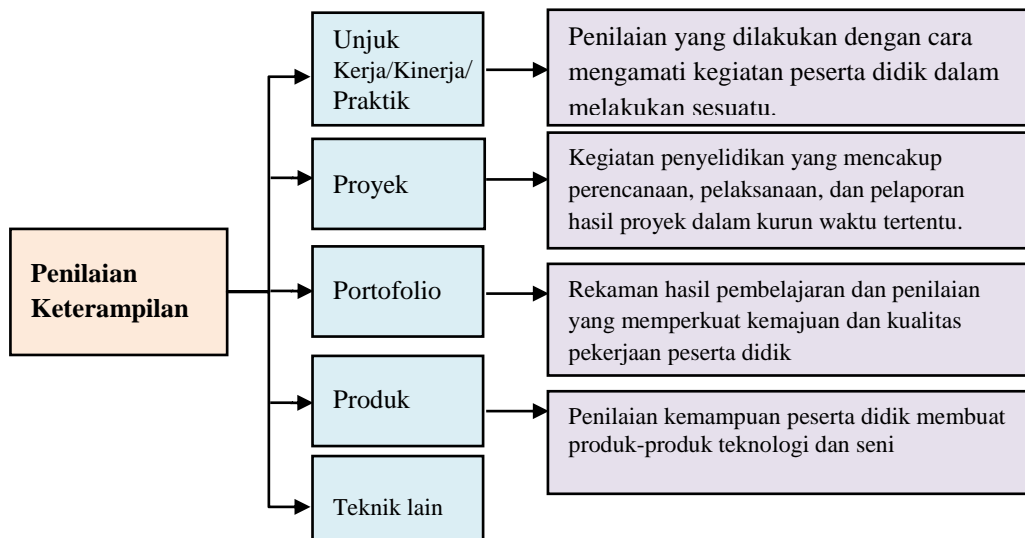 Penilaian
Keterampilan
Unjuk
Kerja/Kinerja/
Praktik
Penilaian yang dilakukan dengan cara
mengamati kegiatan peserta didik dalam
melakukan sesuatu.
Proyek
Kegiatan penyelidikan yang mencakup
perencanaan, pelaksanaan, dan pelaporan
hasil proyek dalam kurun waktu tertentu.
Portofolio
Rekaman hasil pembelajaran dan penilaian
yang memperkuat kemajuan dan kualitas
pekerjaan peserta didik
Produk
Penilaian kemampuan peserta didik membuat
produk-produk teknologi dan seni
Teknik lain